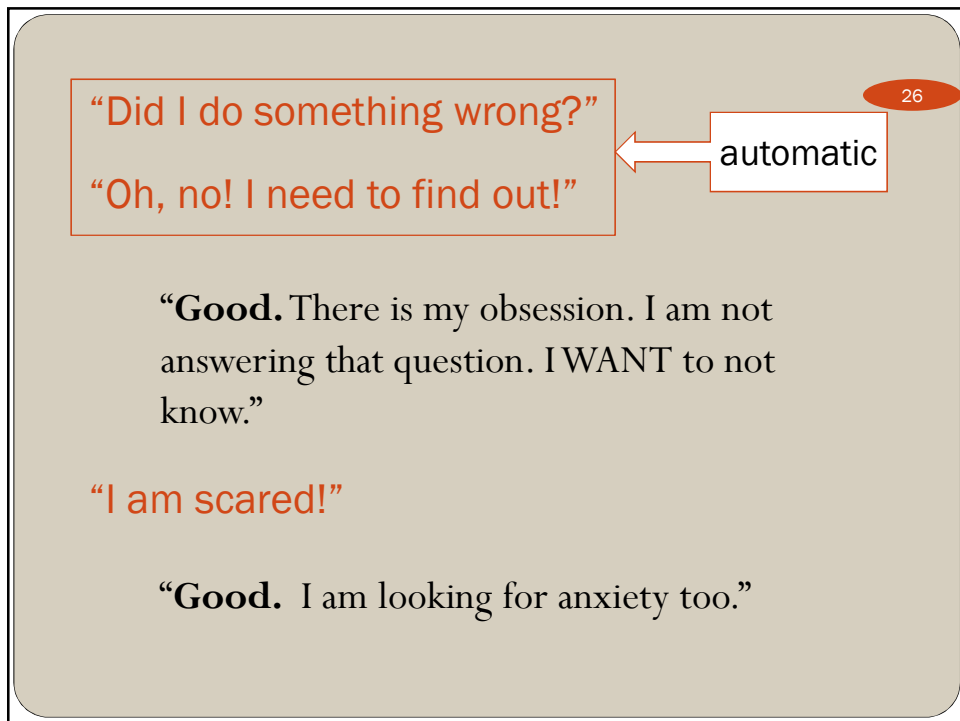 26
“Did I do something wrong?”
automatic
“Oh, no! I need to find out!”
“Good. There is my obsession. I am not
answering that question. I WANT to not
know.”
“I am scared!”
“Good. I am looking for anxiety too.”